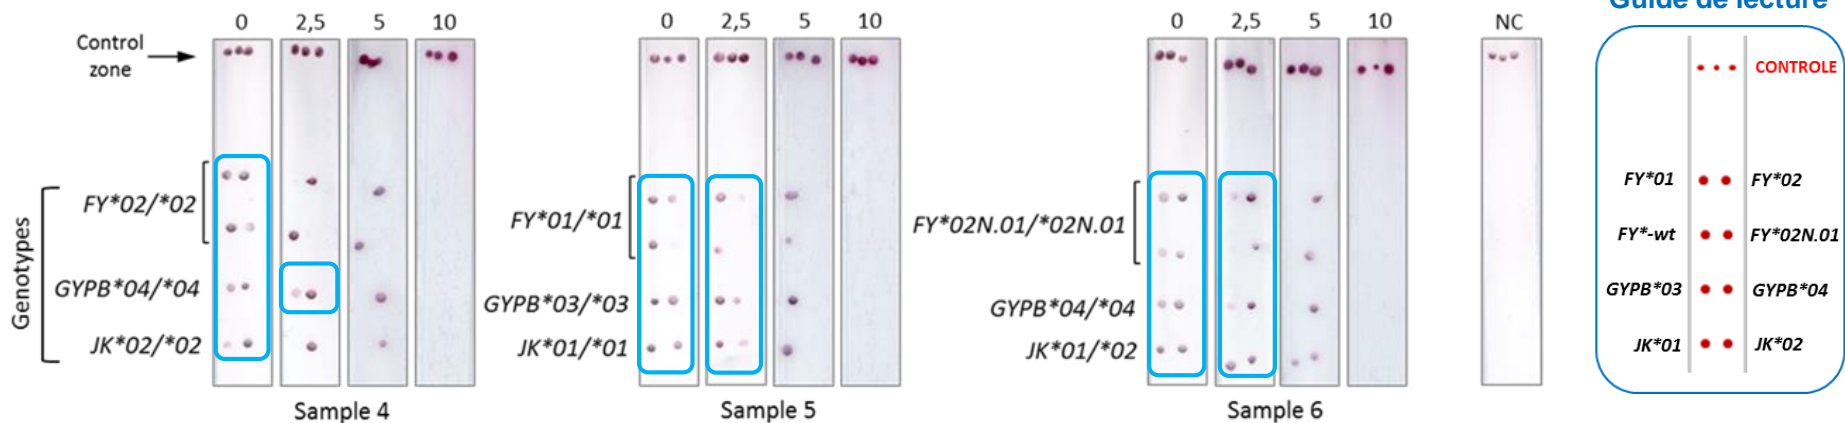 Guide de lecture
0 2,5 5 10
0 2,5 5 10
0 2,5 5 10
NC
Control
zone
Genotypes
FY*02/*02
GYPB*04/*04
JK*02/*02
Sample 4
FY*01/*01
GYPB*03/*03
JK*01/*01
Sample 5
FY*02N.01/*02N.01
GYPB*04/*04
JK*01/*02
Sample 6
CONTROLE
FY*01 FY*02
FY*-wt FY*02N.01
GYPB*03 GYPB*04
JK*01 JK*02